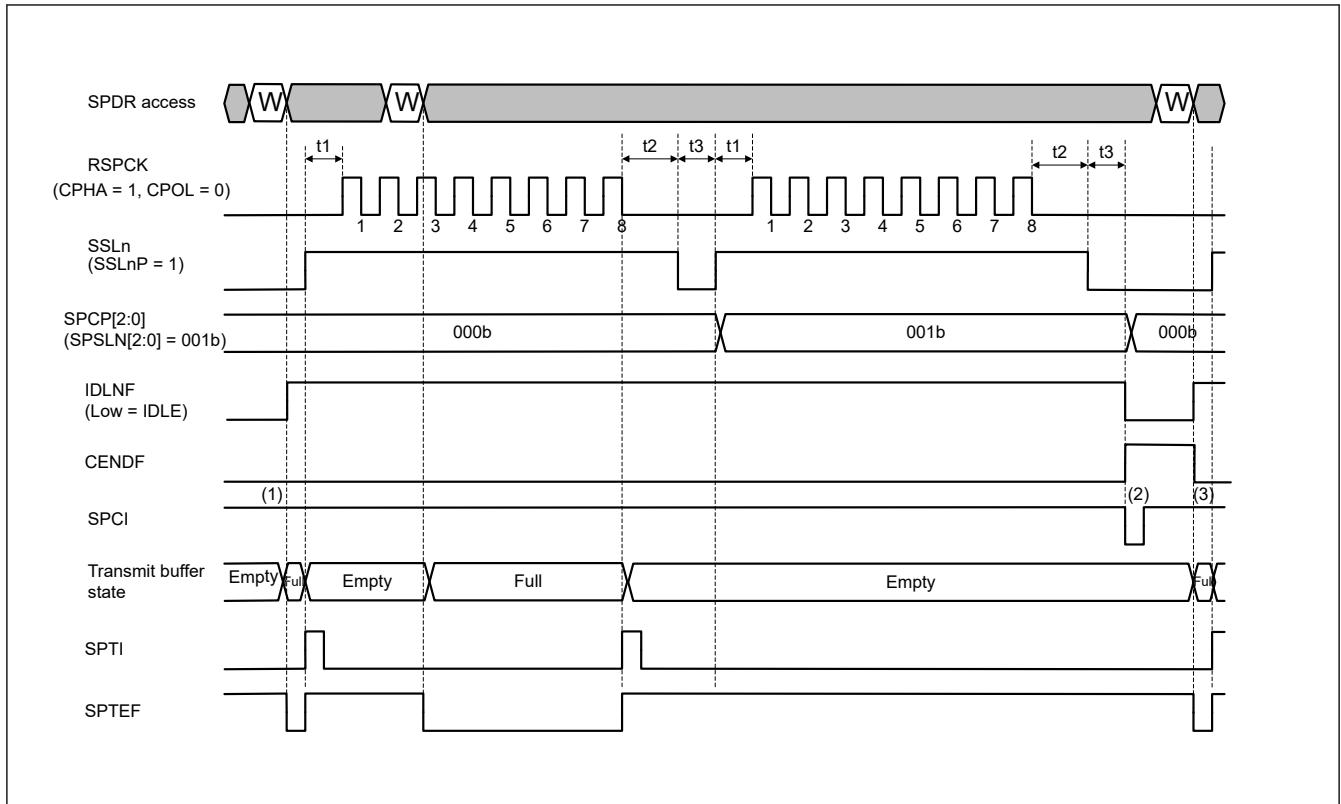 SPDR access
W W W
t1 t2 t3 t1 t2 t3
RSPCK
(CPHA = 1, CPOL = 0)
1 2 3 4 5 6 7 8 1 2 3 4 5 6 7 8
SSLn
(SSLnP = 1)
SPCP[2:0]
(SPSLN[2:0] = 001b)
000b 001b 000b
IDLNF
(Low = IDLE)
CENDF
(1) (2) (3)
SPCI
Transmit buffer
state
Empty Full Empty Full Empty Full
SPTI
SPTEF